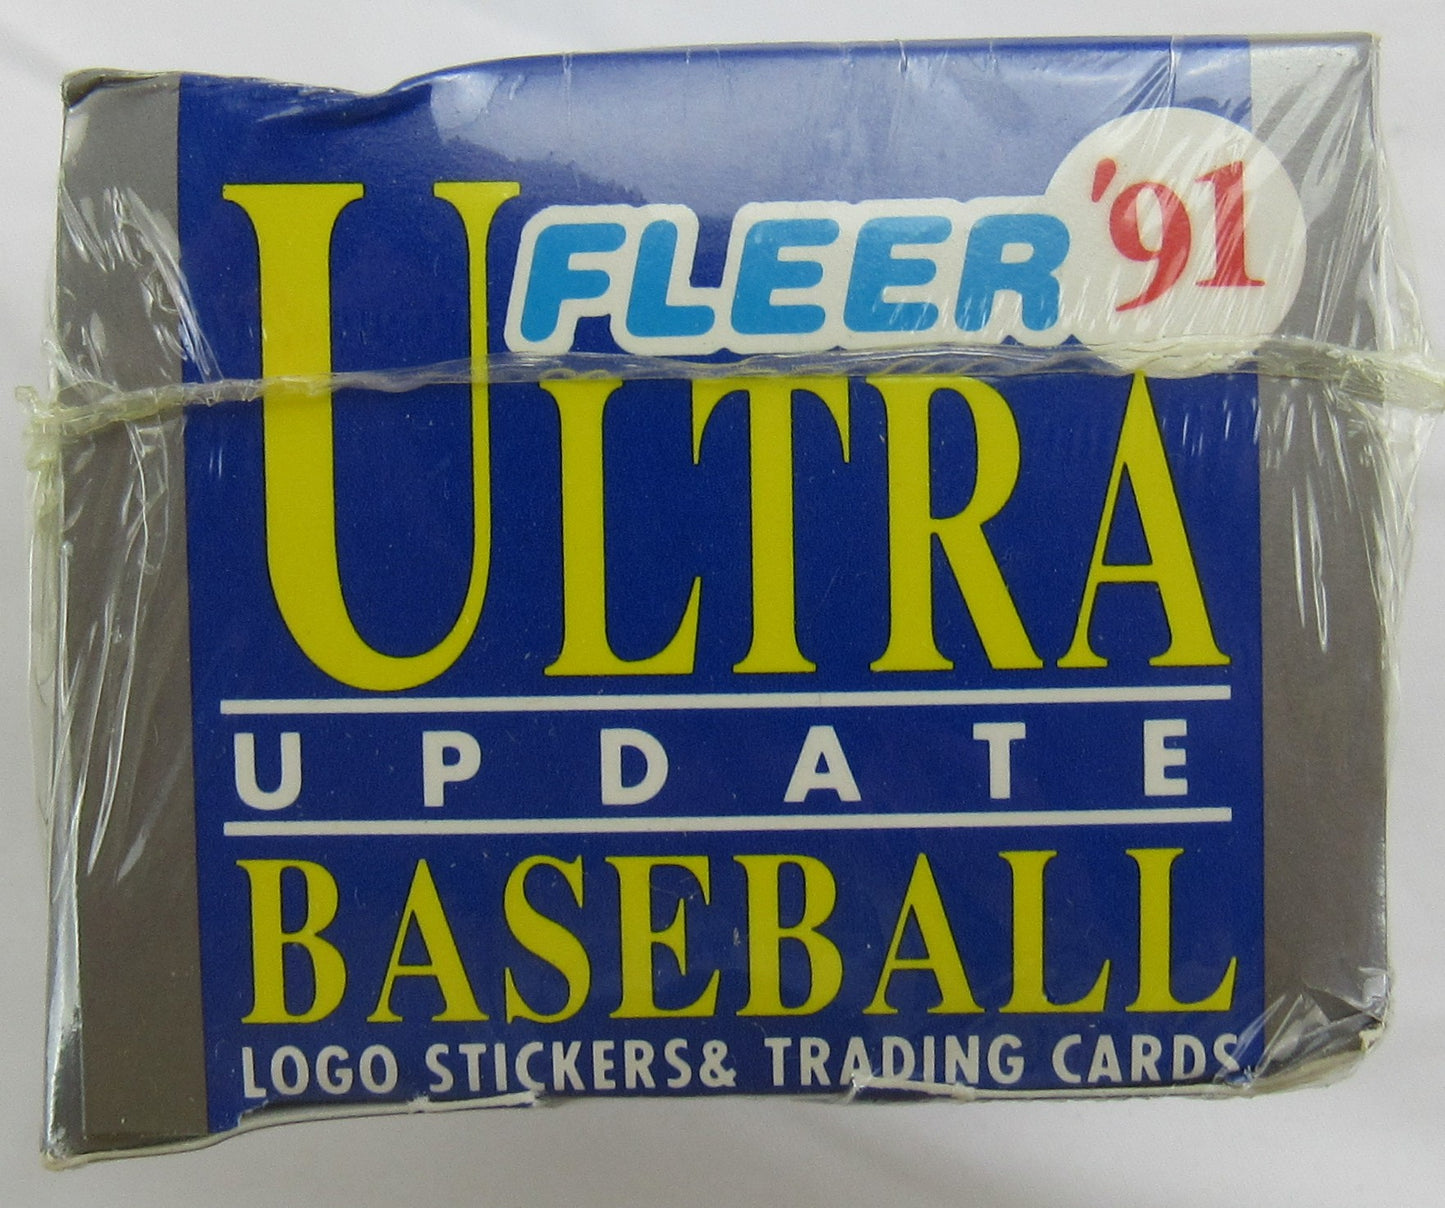 FLEER '91
ULTRA
UPDATE
BASEBALL
LOGO STICKERS & TRADING CARDS